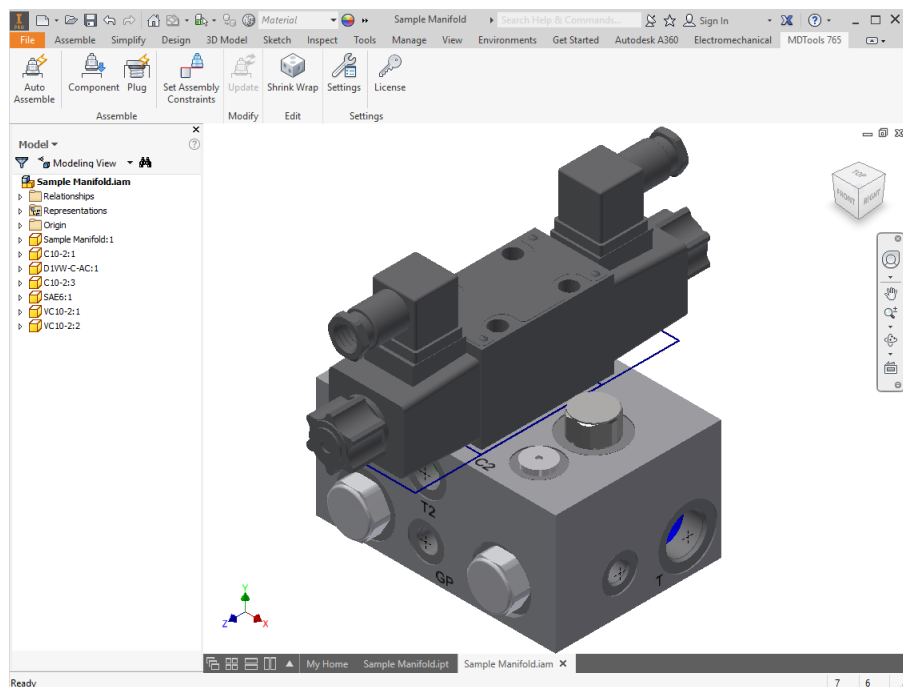 PRO
Material
Sample Manifold
Search Help & Commands...
Sign In
File Assemble Simplify Design 3D Model Sketch Inspect Tools Manage View Environments Get Started Autodesk A360 Electromechanical MDTools 765
Auto Assemble
Component
Plug
Set Assembly Constraints
Update
Shrink Wrap
Settings
License
Assemble Modify Edit Settings
Model
Modeling View
Sample Manifold.iam
Relationships
Representations
Origin
Sample Manifold:1
C10-2:1
D1VW-C-AC:1
C10-2:3
SAE6:1
VC10-2:1
VC10-2:2
TOP
FRONT
RIGHT
C2
T2
GP
T
Y
Z
X
My Home Sample Manifold.ipt Sample Manifold.iam
Ready
7 6